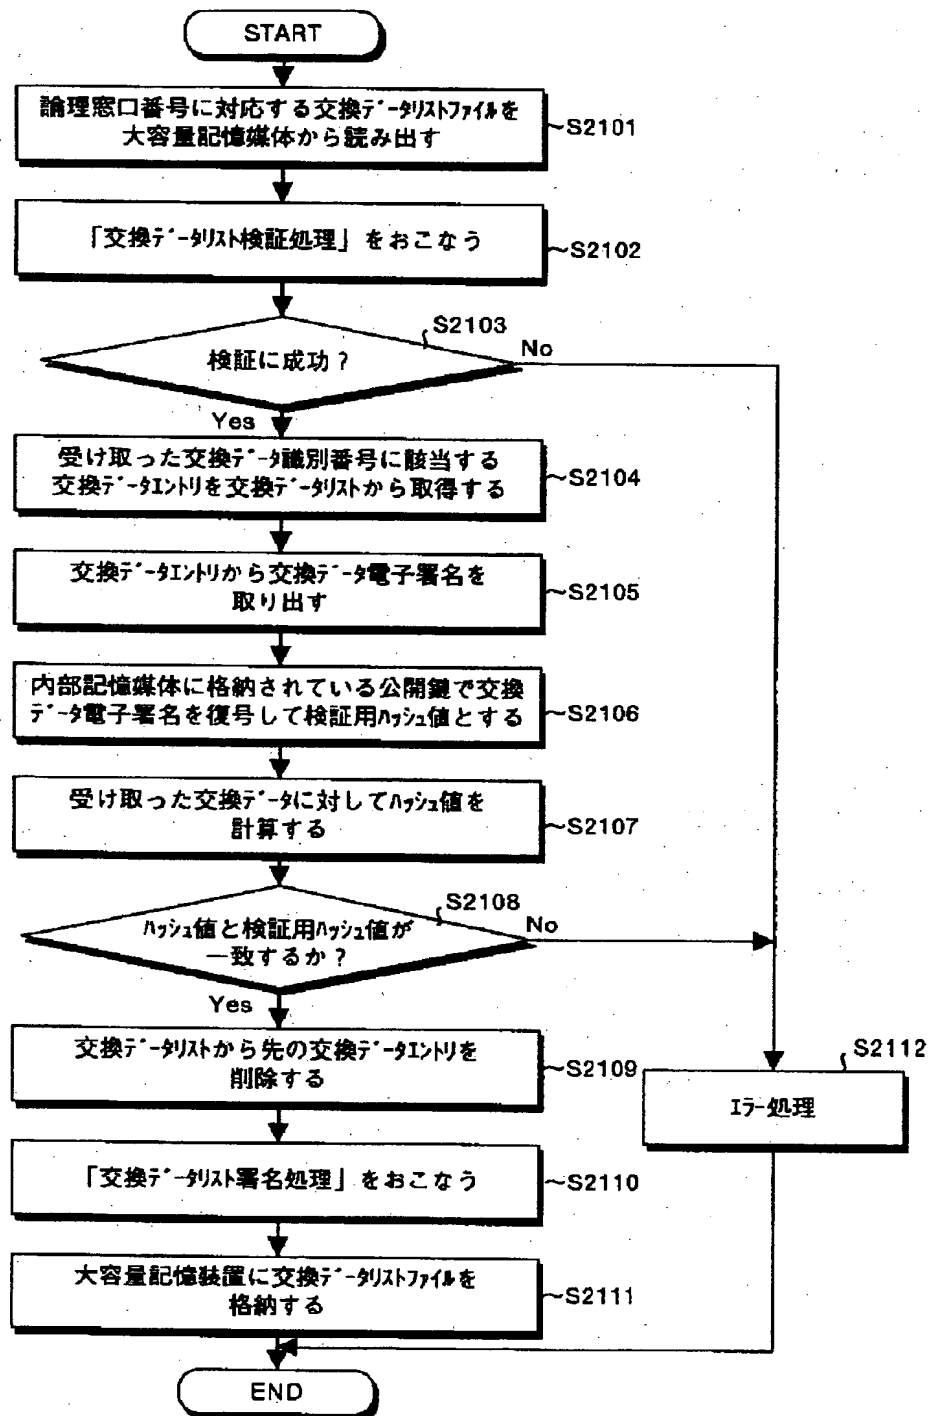 START
論理窓口番号に対応する交換ﾃﾞｰﾀﾘｽﾄﾌｧｲﾙを
大容量記憶媒体から読み出す
~S2101
「交換ﾃﾞｰﾀﾘｽﾄ検証処理」をおこなう
~S2102
S2103
検証に成功？
No
Yes
受け取った交換ﾃﾞｰﾀ識別番号に該当する
交換ﾃﾞｰﾀｴﾝﾄﾘを交換ﾃﾞｰﾀﾘｽﾄから取得する
~S2104
交換ﾃﾞｰﾀｴﾝﾄﾘから交換ﾃﾞｰﾀ電子署名を
取り出す
~S2105
内部記憶媒体に格納されている公開鍵で交換
ﾃﾞｰﾀ電子署名を復号して検証用ﾊｯｼｭ値とする
~S2106
受け取った交換ﾃﾞｰﾀに対してﾊｯｼｭ値を
計算する
~S2107
S2108
ﾊｯｼｭ値と検証用ﾊｯｼｭ値が
一致するか？
No
Yes
交換ﾃﾞｰﾀﾘｽﾄから先の交換ﾃﾞｰﾀｴﾝﾄﾘを
削除する
~S2109
S2112
ｴﾗｰ処理
「交換ﾃﾞｰﾀﾘｽﾄ署名処理」をおこなう
~S2110
大容量記憶装置に交換ﾃﾞｰﾀﾘｽﾄﾌｧｲﾙを
格納する
~S2111
END